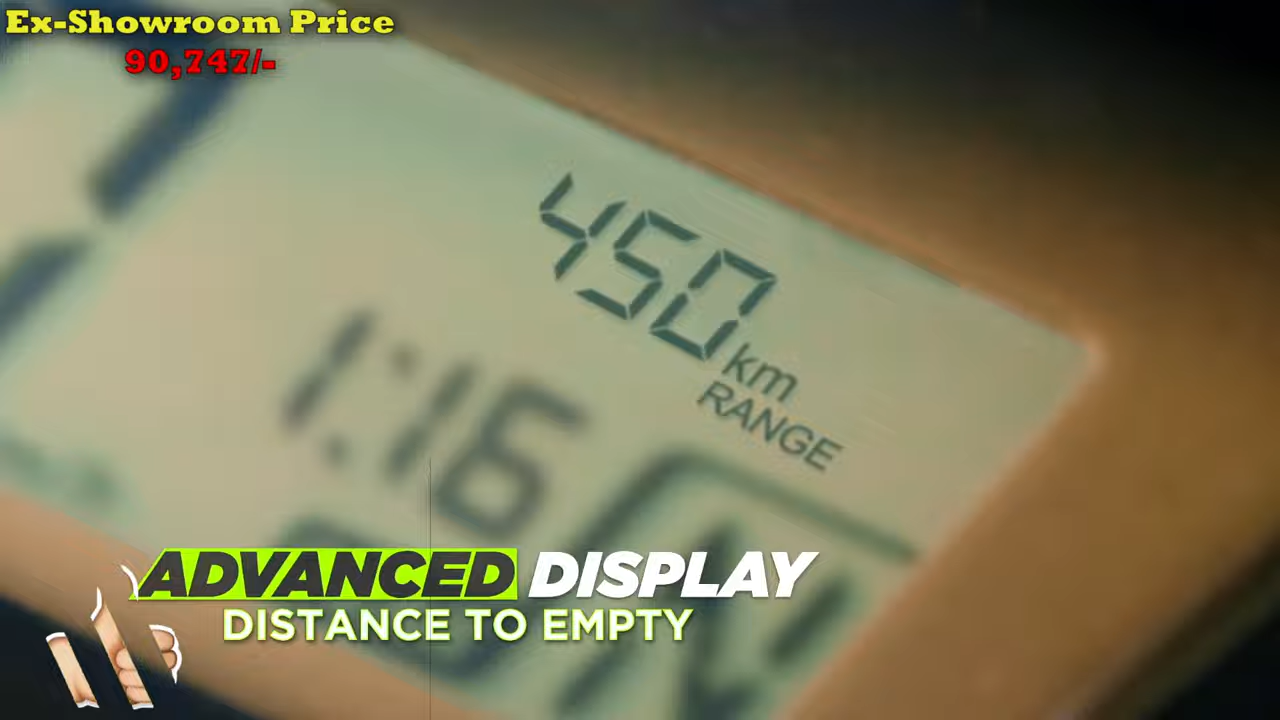 Ex-Showroom Price
90,747/-
450
km
RANGE
1:16
N
ADVANCED DISPLAY
DISTANCE TO EMPTY